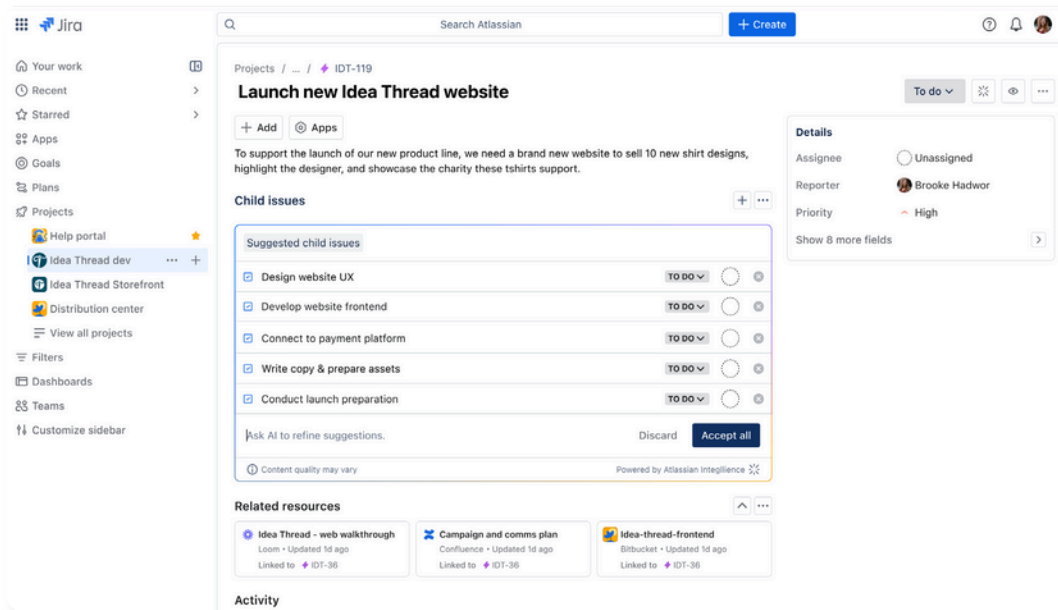 Jira
Search Atlassian
+ Create
Your work
Recent
Starred
Apps
Goals
Plans
Projects
Help portal
Idea Thread dev
Idea Thread Storefront
Distribution center
View all projects
Filters
Dashboards
Teams
Customize sidebar
Projects / ... / IDT-119
Launch new Idea Thread website
To do
+ Add
Apps
To support the launch of our new product line, we need a brand new website to sell 10 new shirt designs,
highlight the designer, and showcase the charity these tshirts support.
Child issues
Suggested child issues
Design website UX TO DO
Develop website frontend TO DO
Connect to payment platform TO DO
Write copy & prepare assets TO DO
Conduct launch preparation TO DO
Ask AI to refine suggestions. Discard Accept all
Content quality may vary Powered by Atlassian Integllience
Related resources
Idea Thread - web walkthrough
Loom • Updated 1d ago
Linked to IDT-36
Campaign and comms plan
Confluence • Updated 1d ago
Linked to IDT-36
Idea-thread-frontend
Bitbucket • Updated 1d ago
Linked to IDT-36
Activity
Details
Assignee Unassigned
Reporter Brooke Hadwor
Priority High
Show 8 more fields